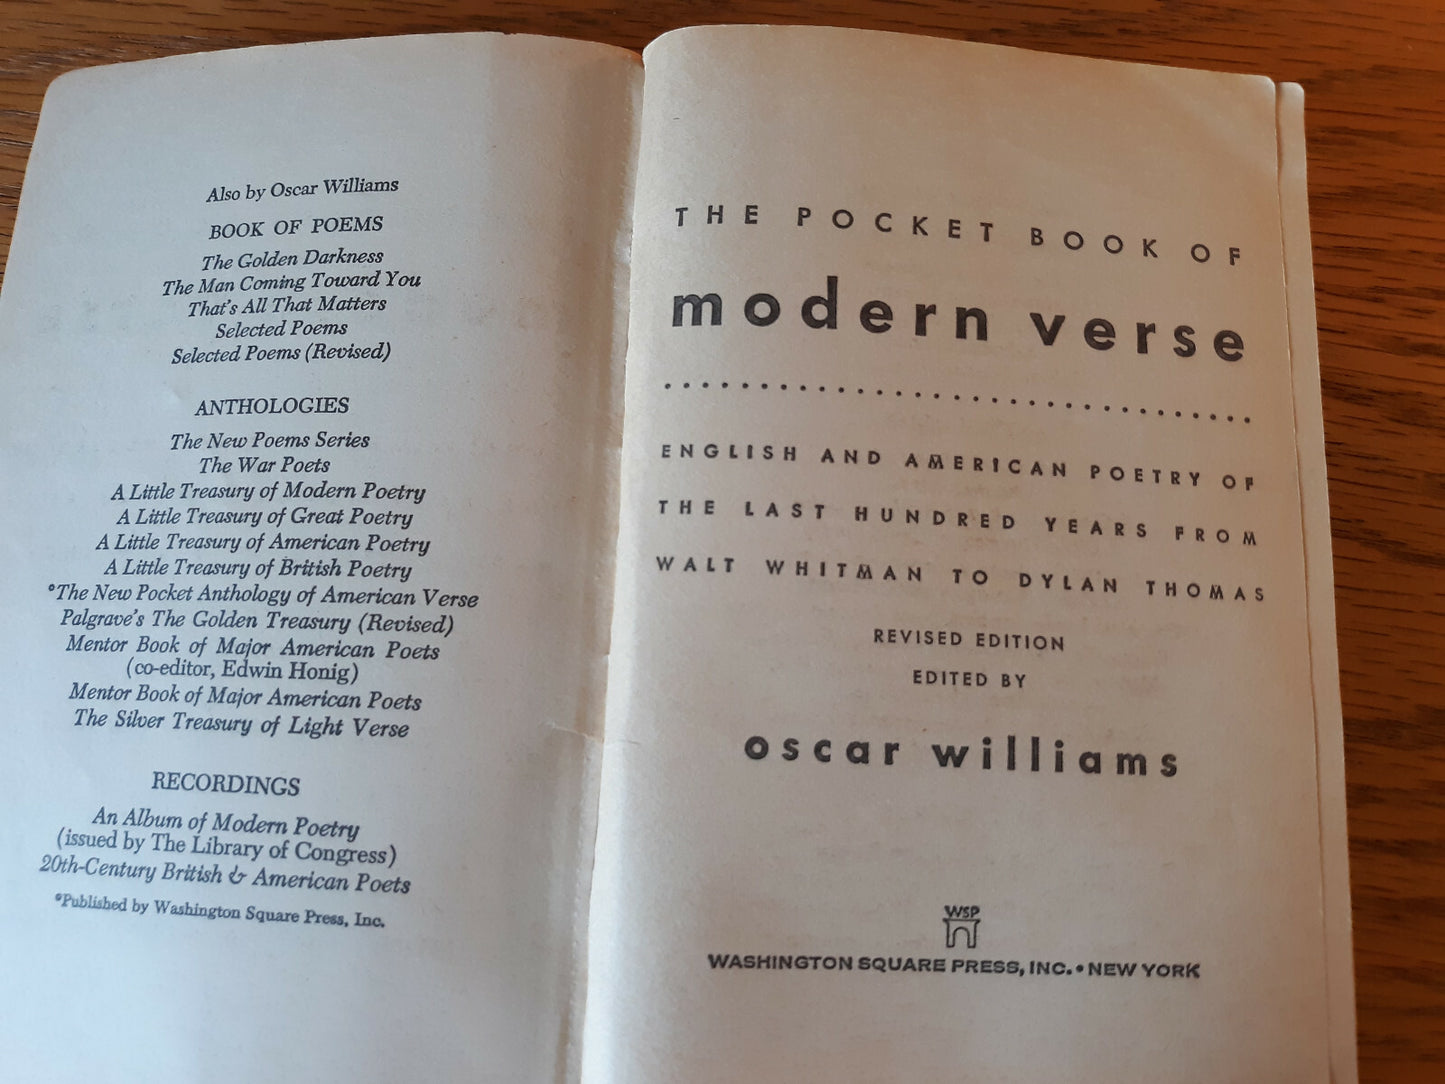 Also by Oscar Williams
BOOK OF POEMS
The Golden Darkness
The Man Coming Toward You
That's All That Matters
Selected Poems
Selected Poems (Revised)
ANTHOLOGIES
The New Poems Series
The War Poets
A Little Treasury of Modern Poetry
A Little Treasury of Great Poetry
A Little Treasury of American Poetry
A Little Treasury of British Poetry
*The New Pocket Anthology of American Verse
Palgrave's The Golden Treasury (Revised)
Mentor Book of Major American Poets
(co-editor, Edwin Honig)
Mentor Book of Major American Poets
The Silver Treasury of Light Verse
RECORDINGS
An Album of Modern Poetry
(issued by The Library of Congress)
20th-Century British & American Poets
*Published by Washington Square Press, Inc.
THE POCKET BOOK OF
modern verse
ENGLISH AND AMERICAN POETRY OF
THE LAST HUNDRED YEARS FROM
WALT WHITMAN TO DYLAN THOMAS
REVISED EDITION
EDITED BY
oscar williams
WSP
WASHINGTON SQUARE PRESS, INC. • NEW YORK